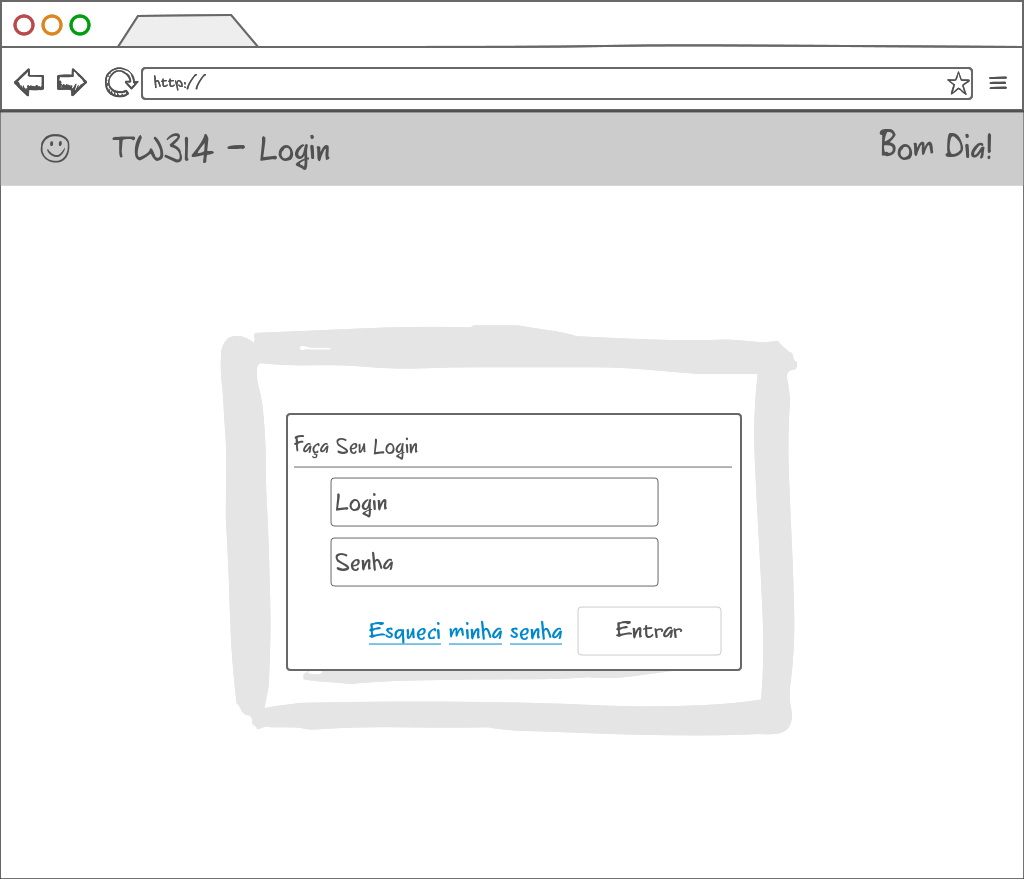 http://
TW314 - Login
Bom Dia!
Faça Seu Login
Login
Senha
Esqueci minha senha
Entrar